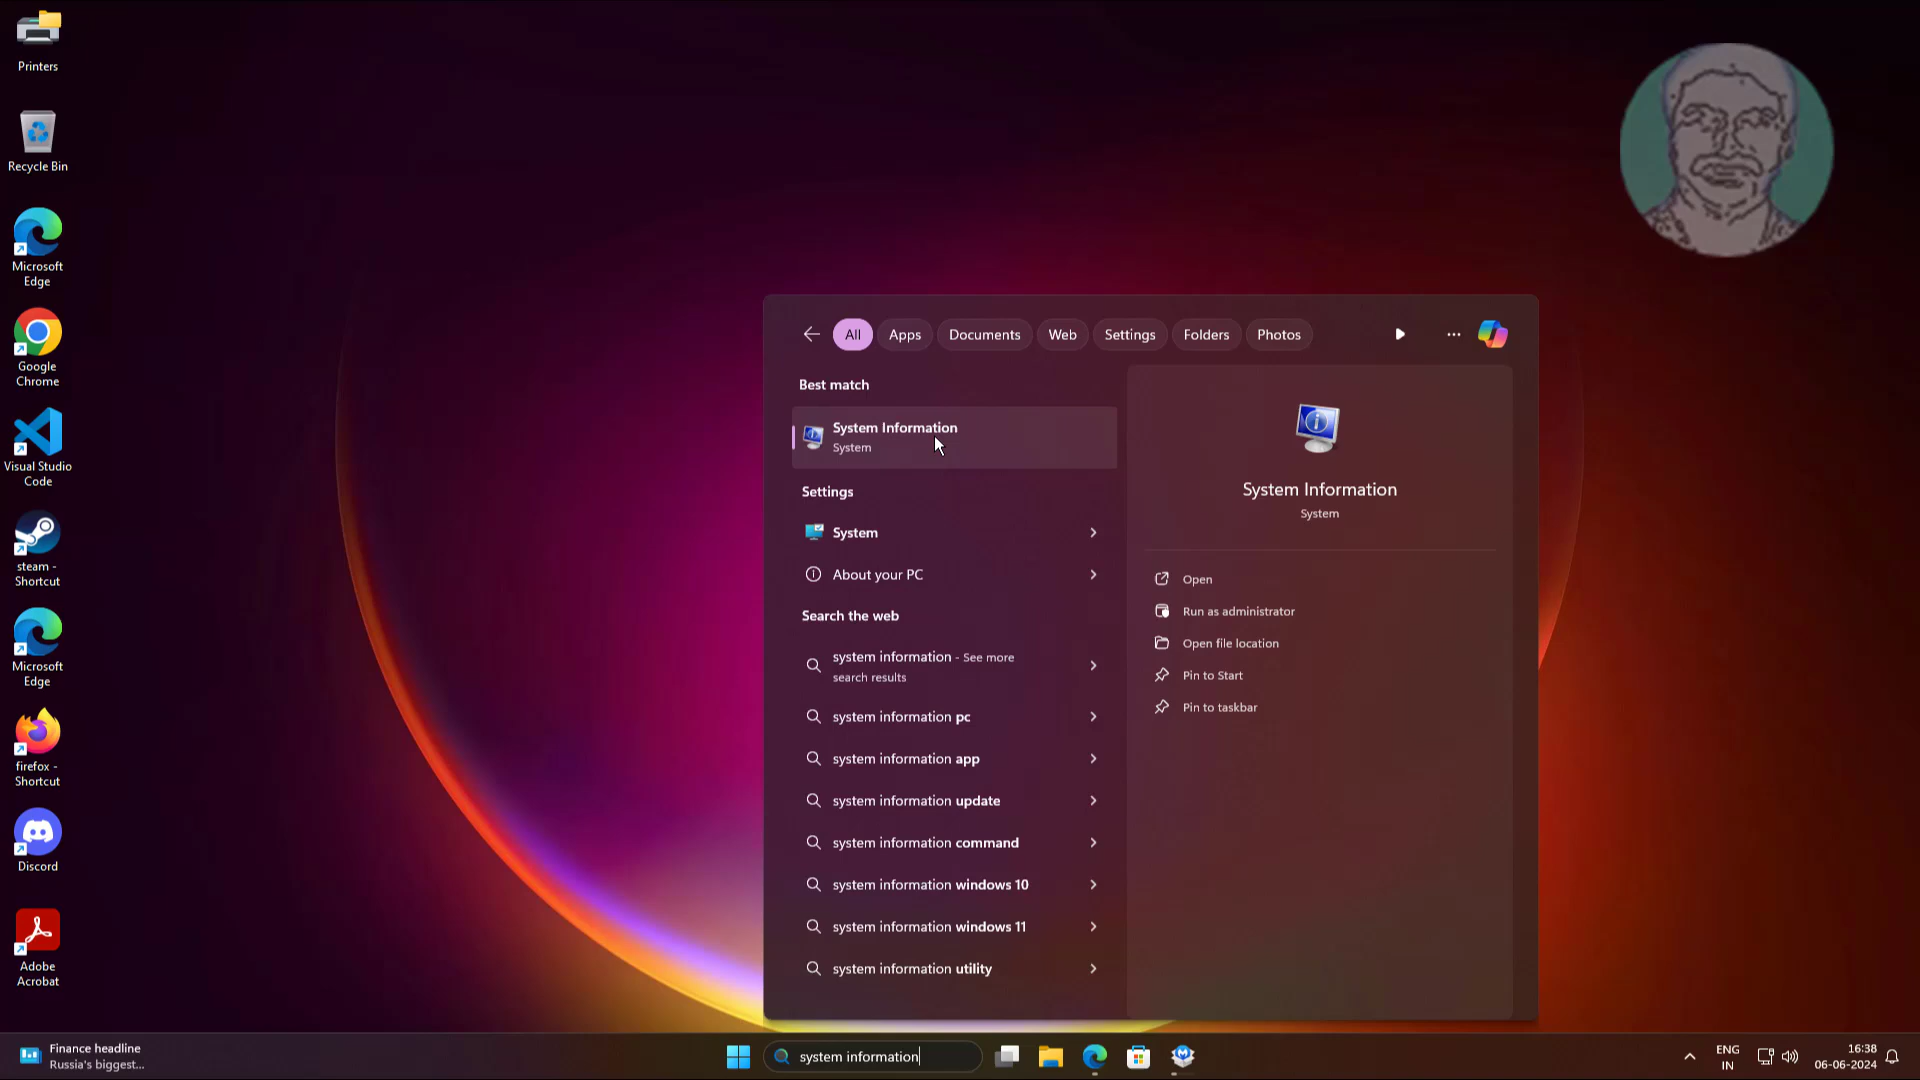 Printers
Recycle Bin
Microsoft
Edge
Google
Chrome
Visual Studio
Code
steam -
Shortcut
Microsoft
Edge
firefox -
Shortcut
Discord
Adobe
Acrobat
All
Apps
Documents
Web
Settings
Folders
Photos
Best match
System Information
System
Settings
System
About your PC
Search the web
system information - See more
search results
system information pc
system information app
system information update
system information command
system information windows 10
system information windows 11
system information utility
System Information
System
Open
Run as administrator
Open file location
Pin to Start
Pin to taskbar
Finance headline
Russia's biggest...
system information
ENG
IN
16:38
06-06-2024